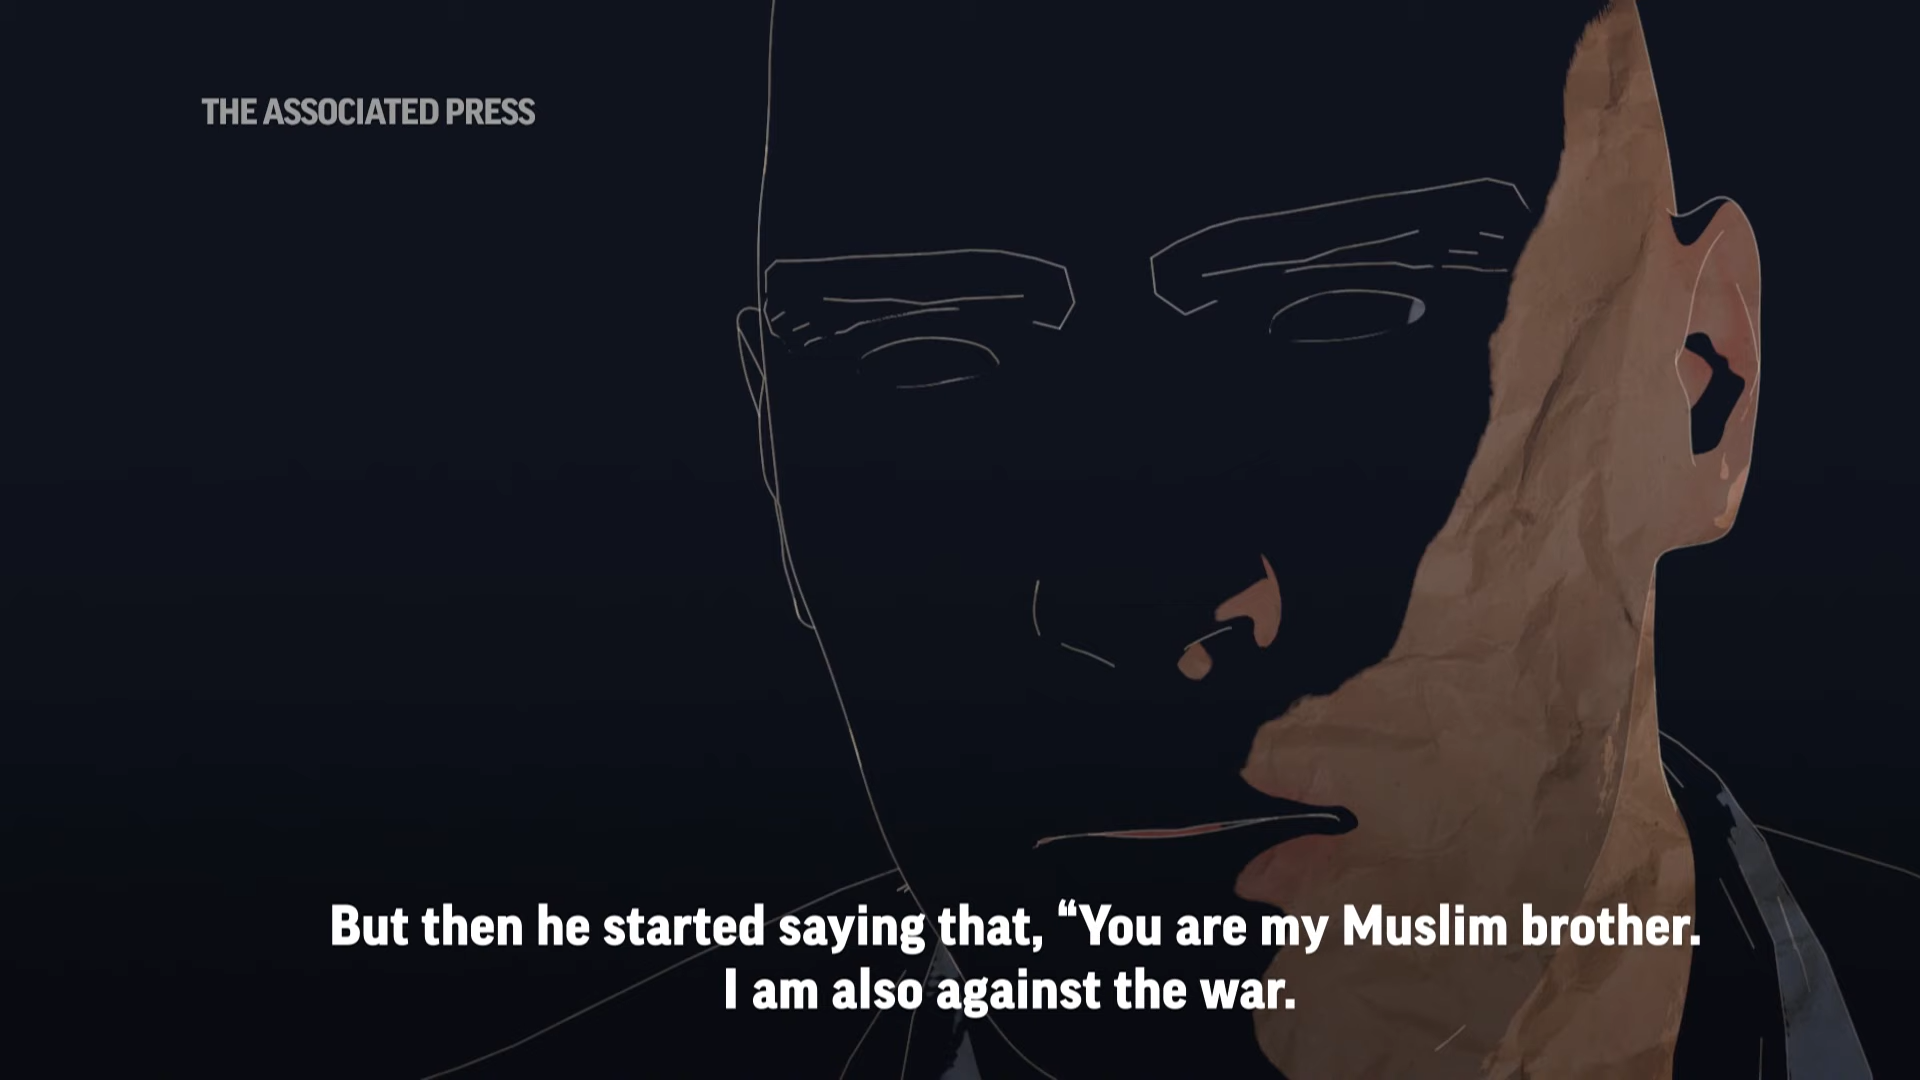 THE ASSOCIATED PRESS
But then he started saying that, “You are my Muslim brother.
I am also against the war.